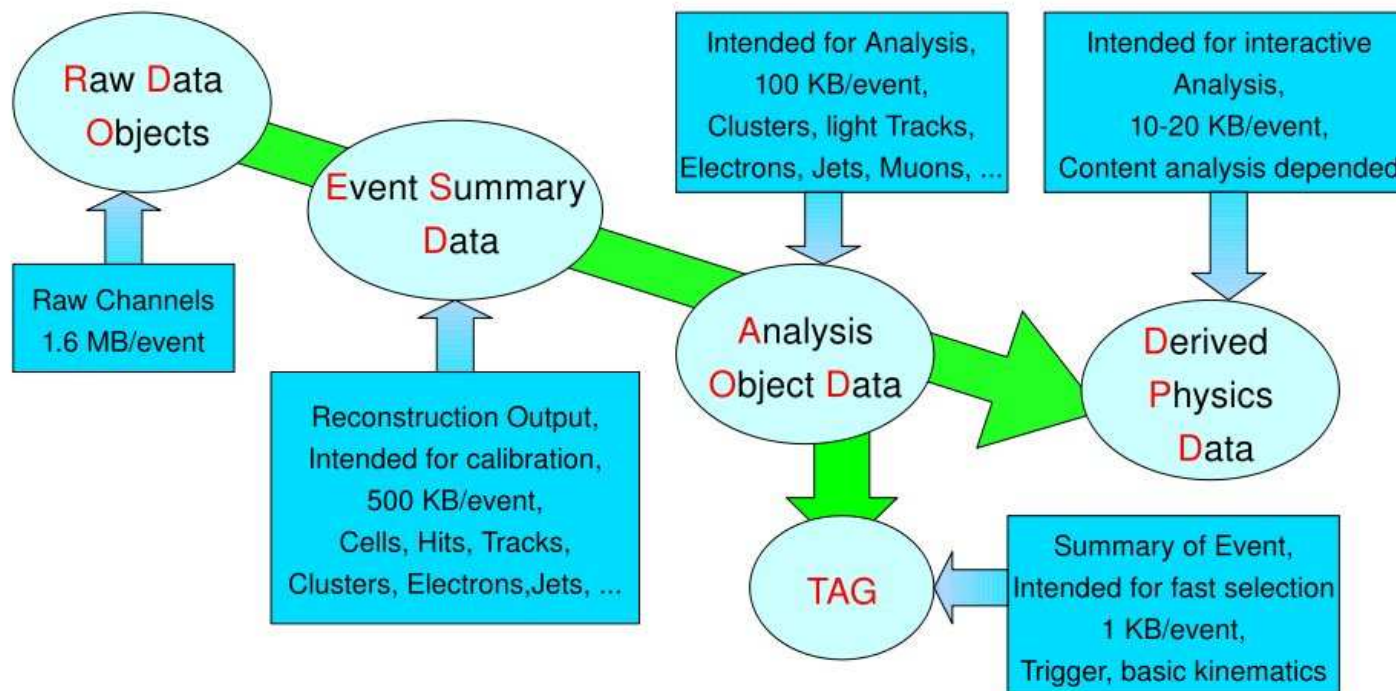 Raw Data
Objects
Raw Channels
1.6 MB/event
Event Summary
Data
Reconstruction Output,
Intended for calibration,
500 KB/event,
Cells, Hits, Tracks,
Clusters, Electrons,Jets, ...
Intended for Analysis,
100 KB/event,
Clusters, light Tracks,
Electrons, Jets, Muons, ...
Analysis
Object Data
Intended for interactive
Analysis,
10-20 KB/event,
Content analysis depended
Derived
Physics
Data
TAG
Summary of Event,
Intended for fast selection
1 KB/event,
Trigger, basic kinematics